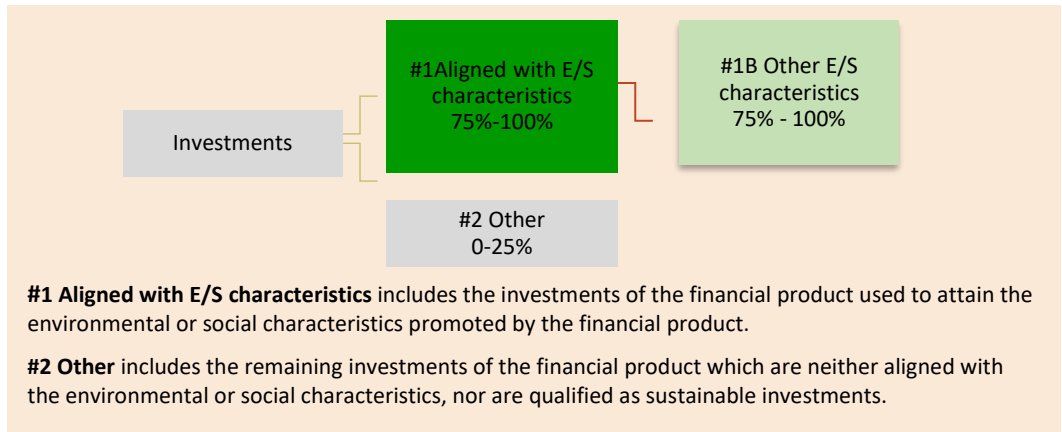 #1Aligned with E/S
characteristics
75%-100%
#1B Other E/S
characteristics
75% - 100%
Investments
#2 Other
0-25%
#1 Aligned with E/S characteristics includes the investments of the financial product used to attain the
environmental or social characteristics promoted by the financial product.
#2 Other includes the remaining investments of the financial product which are neither aligned with
the environmental or social characteristics, nor are qualified as sustainable investments.